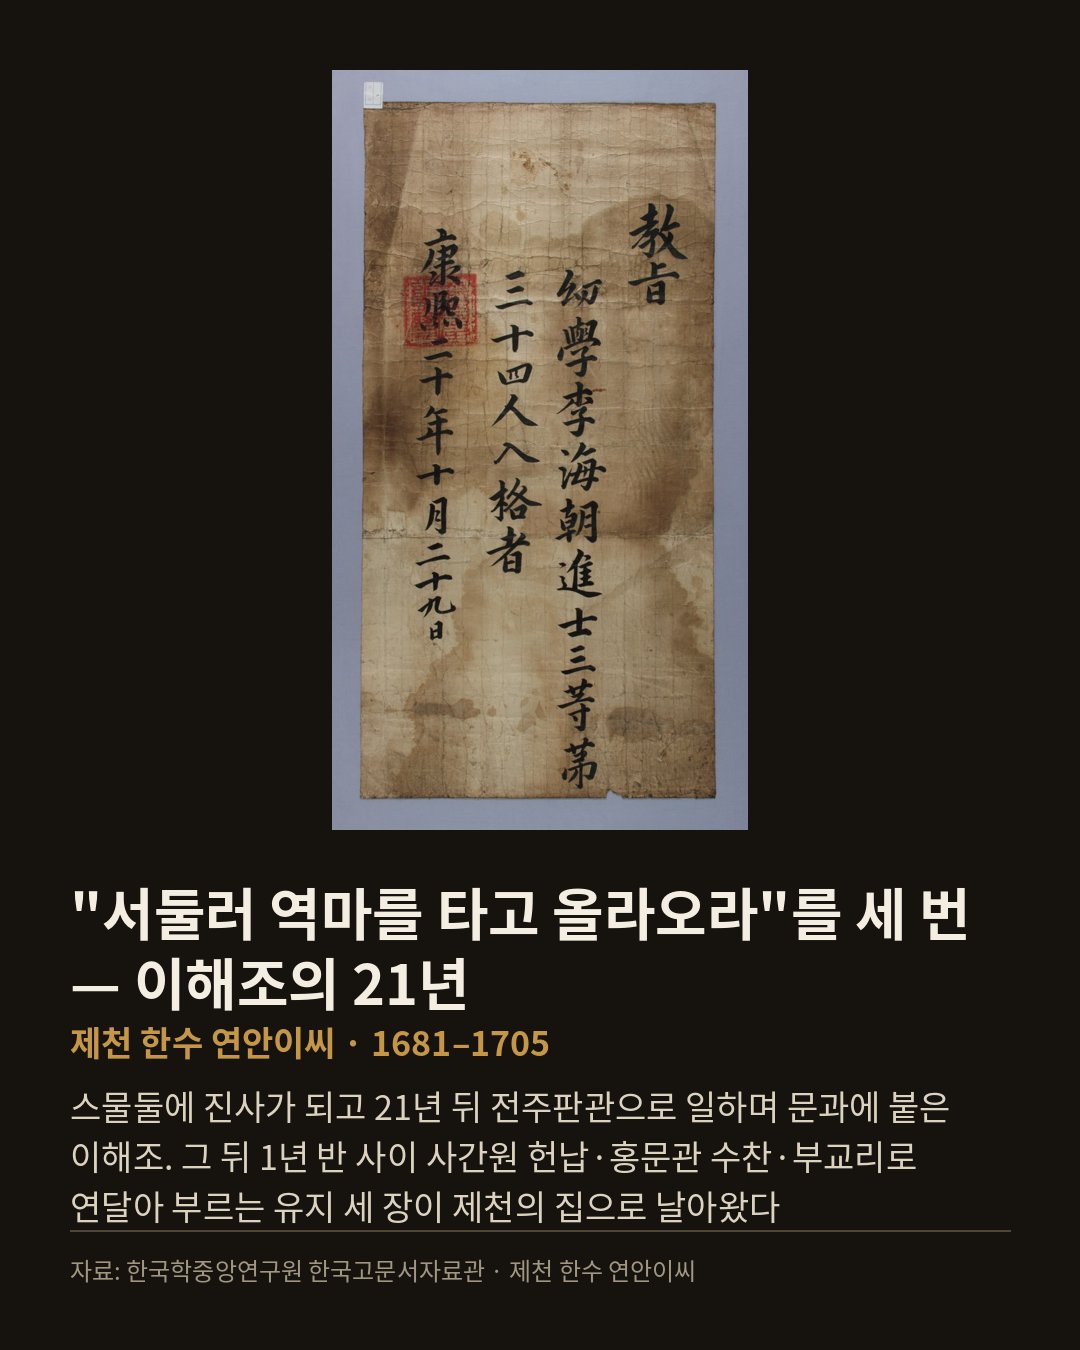 教旨
幼學李海朝進士三等第
三十四人入格者
康熙二十年十月二十九日
"서둘러 역마를 타고 올라오라"를 세 번
— 이해조의 21년
제천 한수 연안이씨 · 1681–1705
스물둘에 진사가 되고 21년 뒤 전주판관으로 일하며 문과에 붙은
이해조. 그 뒤 1년 반 사이 사간원 헌납·홍문관 수찬·부교리로
연달아 부르는 유지 세 장이 제천의 집으로 날아왔다
자료: 한국학중앙연구원 한국고문서자료관 · 제천 한수 연안이씨